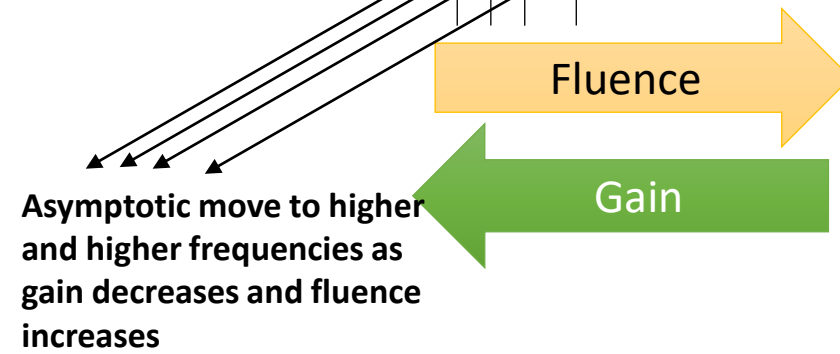 Fluence
Gain
Asymptotic move to higher
and higher frequencies as
gain decreases and fluence
increases